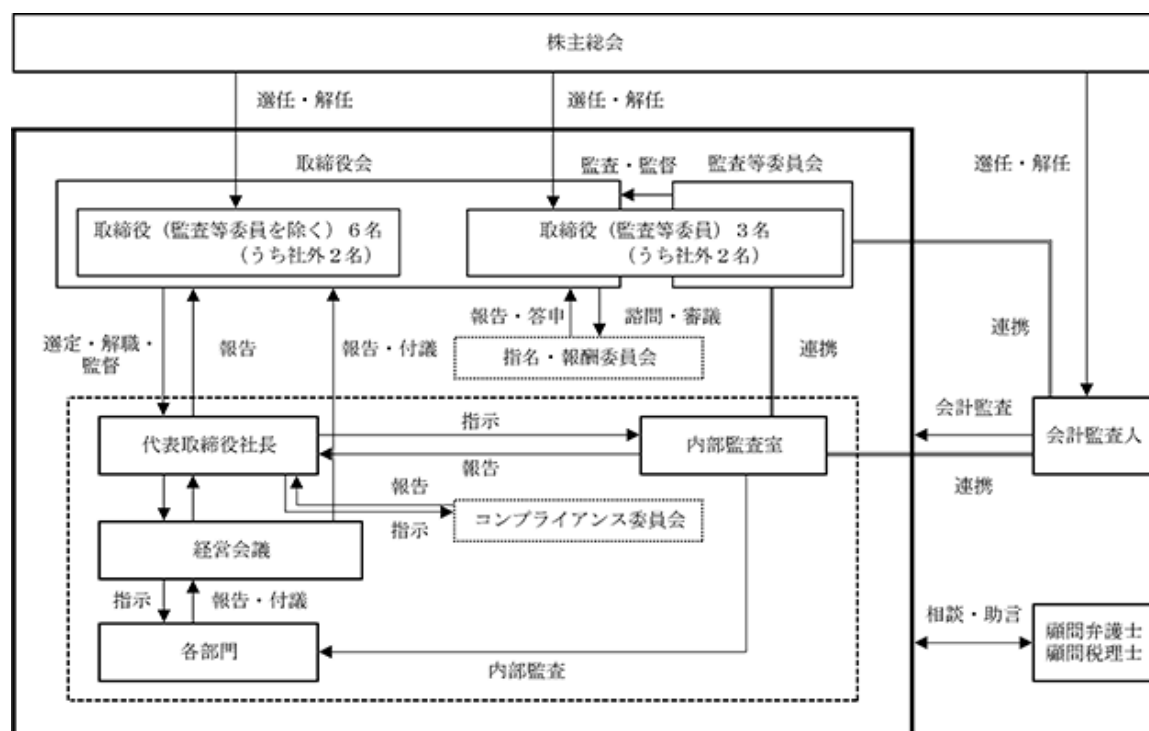 株主総会
選任・解任
選任・解任
選任・解任
取締役会
監査・監督
監査等委員会
取締役（監査等委員を除く）６名
（うち社外２名）
取締役（監査等委員）３名
（うち社外２名）
選定・解職・
監督
報告
報告・付議
報告・答申
諮問・審議
指名・報酬委員会
連携
連携
代表取締役社長
指示
報告
内部監査室
会計監査
会計監査人
連携
報告
指示
コンプライアンス委員会
経営会議
指示
報告・付議
各部門
内部監査
相談・助言
顧問弁護士
顧問税理士